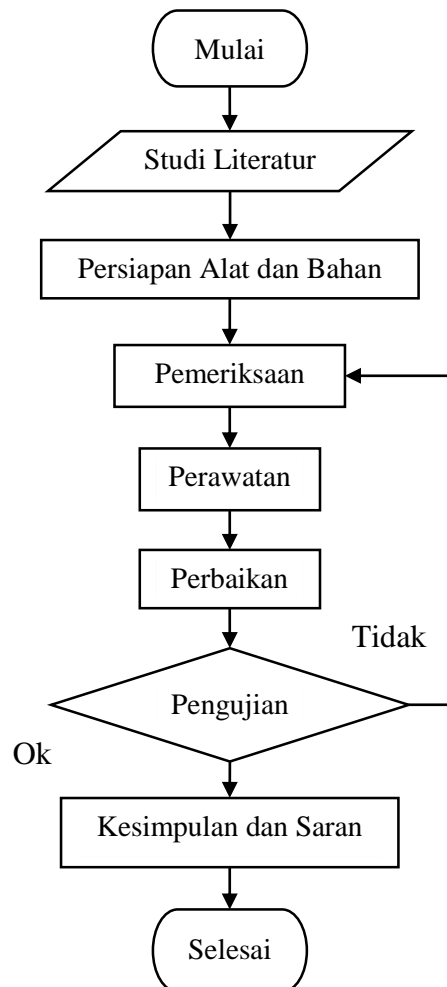 Mulai
Studi Literatur
Persiapan Alat dan Bahan
Pemeriksaan
Perawatan
Perbaikan
Tidak
Pengujian
Ok
Kesimpulan dan Saran
Selesai